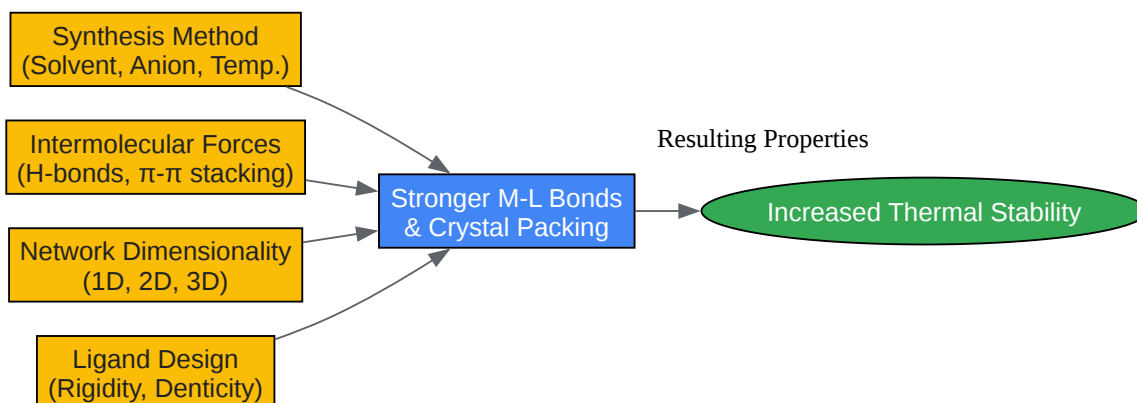 Synthesis Method
(Solvent, Anion, Temp.)
Intermolecular Forces
(H-bonds, π-π stacking)
Network Dimensionality
(1D, 2D, 3D)
Ligand Design
(Rigidity, Denticity)
Stronger M-L Bonds
& Crystal Packing
Resulting Properties
Increased Thermal Stability